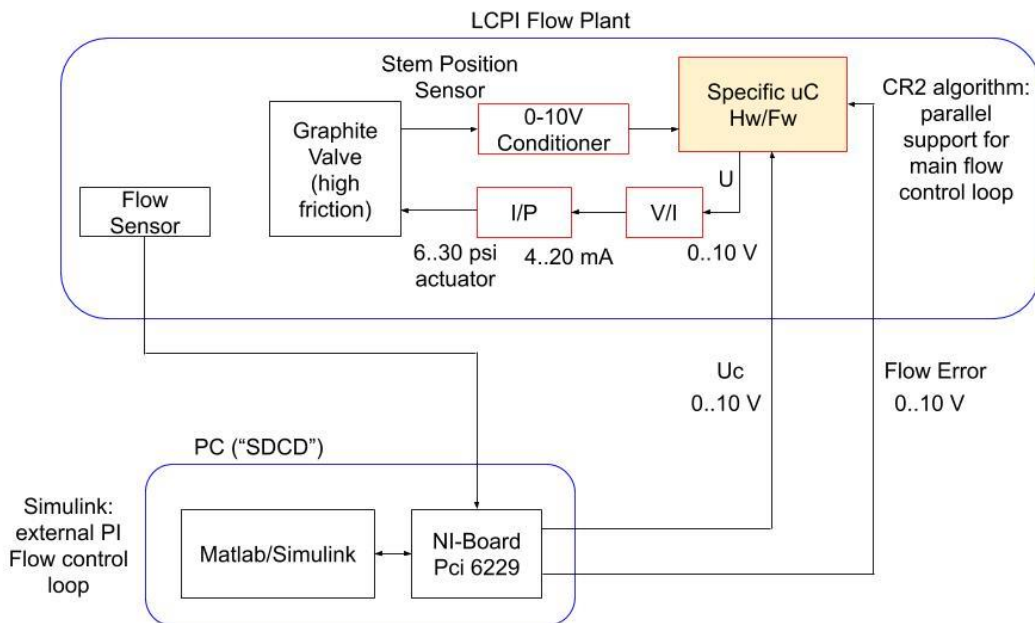 LCPI Flow Plant
Stem Position
Sensor
Graphite
Valve
(high
friction)
0-10V
Conditioner
Specific uC
Hw/Fw
CR2 algorithm:
parallel
support for
main flow
control loop
Flow
Sensor
I/P
V/I
U
6..30 psi
actuator
4..20 mA
0..10 V
Uc
0..10 V
Flow Error
0..10 V
PC (“SDCD”)
Simulink:
external PI
Flow control
loop
Matlab/Simulink
NI-Board
Pci 6229